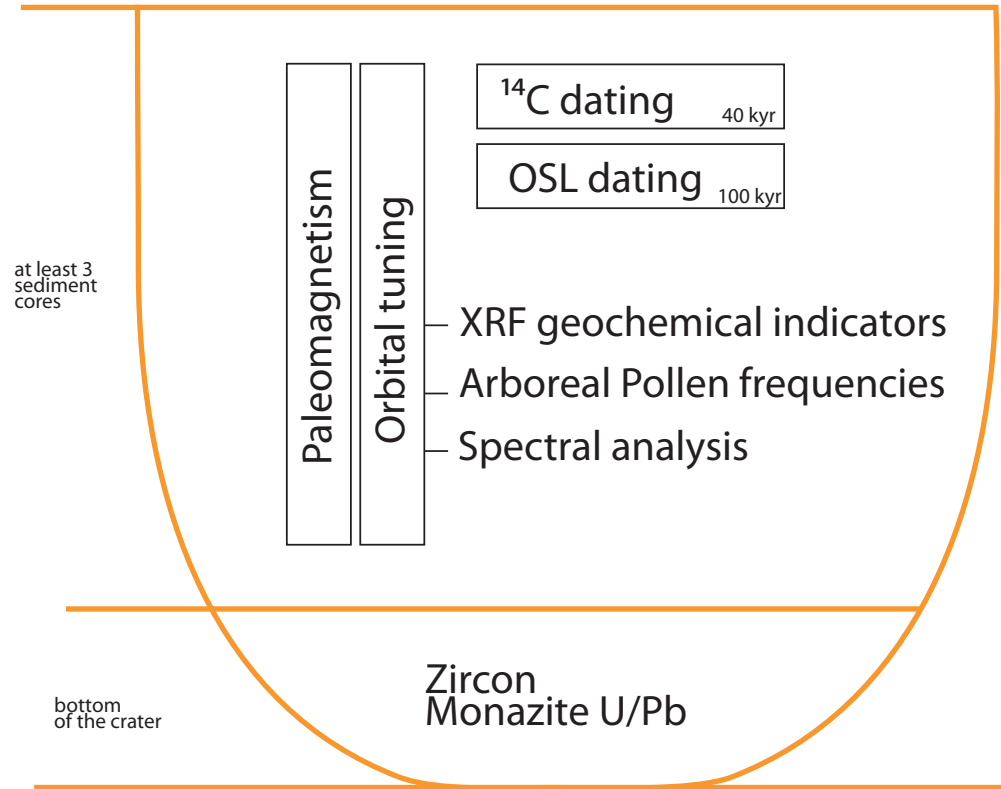 ¹⁴C dating
40 kyr
OSL dating
100 kyr
Paleomagnetism
Orbital tuning
at least 3
sediment
cores
XRF geochemical indicators
Arboreal Pollen frequencies
Spectral analysis
Zircon
Monazite U/Pb
bottom
of the crater